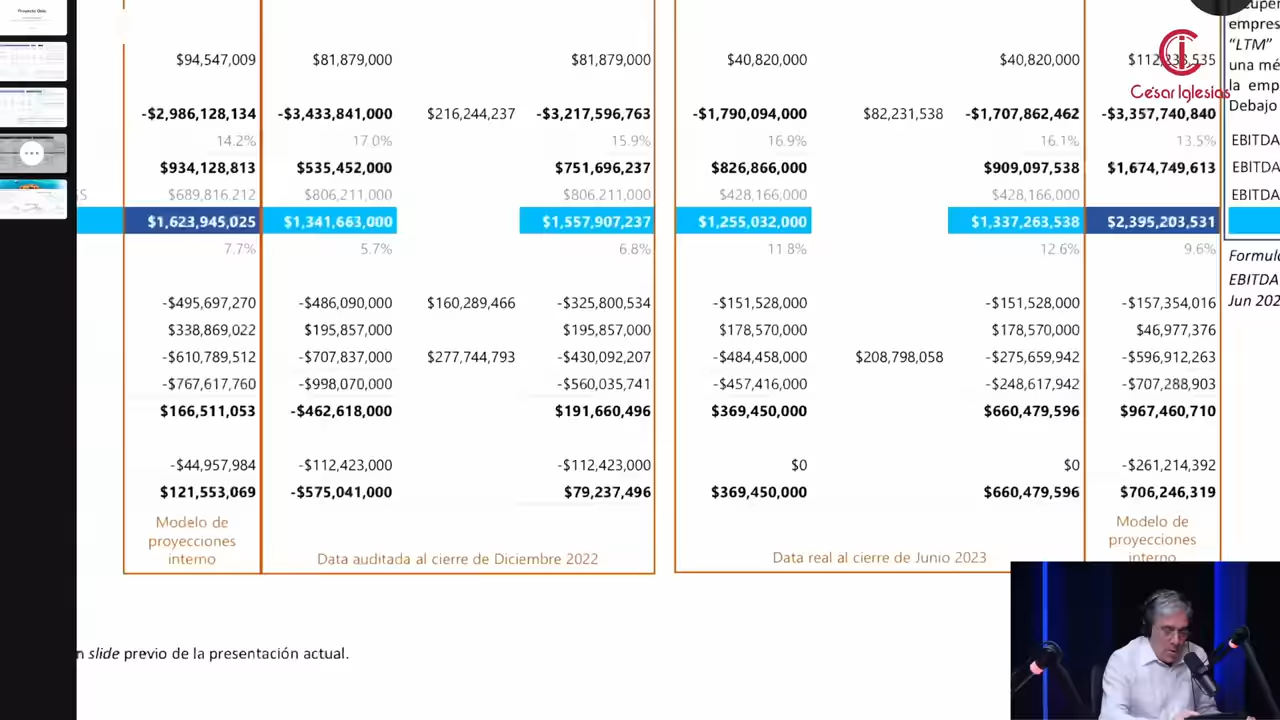 $94,547,009 $81,879,000 $81,879,000 $40,820,000 $40,820,000
-$2,986,128,134 -$3,433,841,000 $216,244,237 -$3,217,596,763 -$1,790,094,000 $82,231,538 -$1,707,862,462 -$3,357,740,840
14.2% 17.0% 15.9% 16.9% 16.1% 13.5%
$934,128,813 $535,452,000 $751,696,237 $826,866,000 $909,097,538 $1,674,749,613
$689,816,212 $806,211,000 $806,211,000 $428,166,000 $428,166,000
$1,623,945,025 $1,341,663,000 $1,557,907,237 $1,255,032,000 $1,337,263,538 $2,395,203,531
7.7% 5.7% 6.8% 11.8% 12.6% 9.6%
-$495,697,270 -$486,090,000 $160,289,466 -$325,800,534 -$151,528,000 -$151,528,000 -$157,354,016
$338,869,022 $195,857,000 $195,857,000 $178,570,000 $178,570,000 $46,977,376
-$610,789,512 -$707,837,000 $277,744,793 -$430,092,207 -$484,458,000 $208,798,058 -$275,659,942 -$596,912,263
-$767,617,760 -$998,070,000 -$560,035,741 -$457,416,000 -$248,617,942 -$707,288,903
$166,511,053 -$462,618,000 $191,660,496 $369,450,000 $660,479,596 $967,460,710
-$44,957,984 -$112,423,000 -$112,423,000 $0 $0 -$261,214,392
$121,553,069 -$575,041,000 $79,237,496 $369,450,000 $660,479,596 $706,246,319
Modelo de
proyecciones
interno
Data auditada al cierre de Diciembre 2022
Data real al cierre de Junio 2023
Modelo de
proyecciones
interno
n slide previo de la presentación actual.
César Iglesias
empres
"LTM"
una mé
la emp
Debajo
EBITDA
EBITDA
EBITDA
Formul
EBITDA
Jun 202
Proyecto Glido